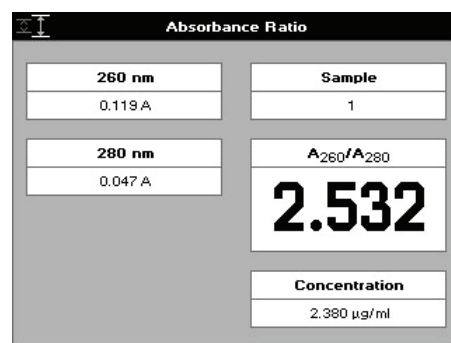 Absorbance Ratio
260 nm
0.119 A
Sample
1
280 nm
0.047 A
A260/A280
2.532
Concentration
2.380 µg/ml